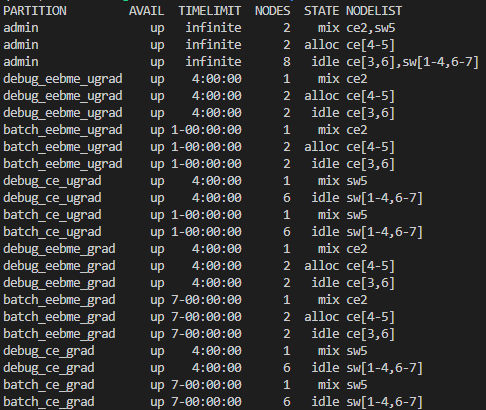 PARTITION AVAIL TIMELIMIT NODES STATE NODELIST
admin up infinite 2 mix ce2,sw5
admin up infinite 2 alloc ce[4-5]
admin up infinite 8 idle ce[3,6],sw[1-4,6-7]
debug_eebme_ugrad up 4:00:00 1 mix ce2
debug_eebme_ugrad up 4:00:00 2 alloc ce[4-5]
debug_eebme_ugrad up 4:00:00 2 idle ce[3,6]
batch_eebme_ugrad up 1-00:00:00 1 mix ce2
batch_eebme_ugrad up 1-00:00:00 2 alloc ce[4-5]
batch_eebme_ugrad up 1-00:00:00 2 idle ce[3,6]
debug_ce_ugrad up 4:00:00 1 mix sw5
debug_ce_ugrad up 4:00:00 6 idle sw[1-4,6-7]
batch_ce_ugrad up 1-00:00:00 1 mix sw5
batch_ce_ugrad up 1-00:00:00 6 idle sw[1-4,6-7]
debug_eebme_grad up 4:00:00 1 mix ce2
debug_eebme_grad up 4:00:00 2 alloc ce[4-5]
debug_eebme_grad up 4:00:00 2 idle ce[3,6]
batch_eebme_grad up 7-00:00:00 1 mix ce2
batch_eebme_grad up 7-00:00:00 2 alloc ce[4-5]
batch_eebme_grad up 7-00:00:00 2 idle ce[3,6]
debug_ce_grad up 4:00:00 1 mix sw5
debug_ce_grad up 4:00:00 6 idle sw[1-4,6-7]
batch_ce_grad up 7-00:00:00 1 mix sw5
batch_ce_grad up 7-00:00:00 6 idle sw[1-4,6-7]